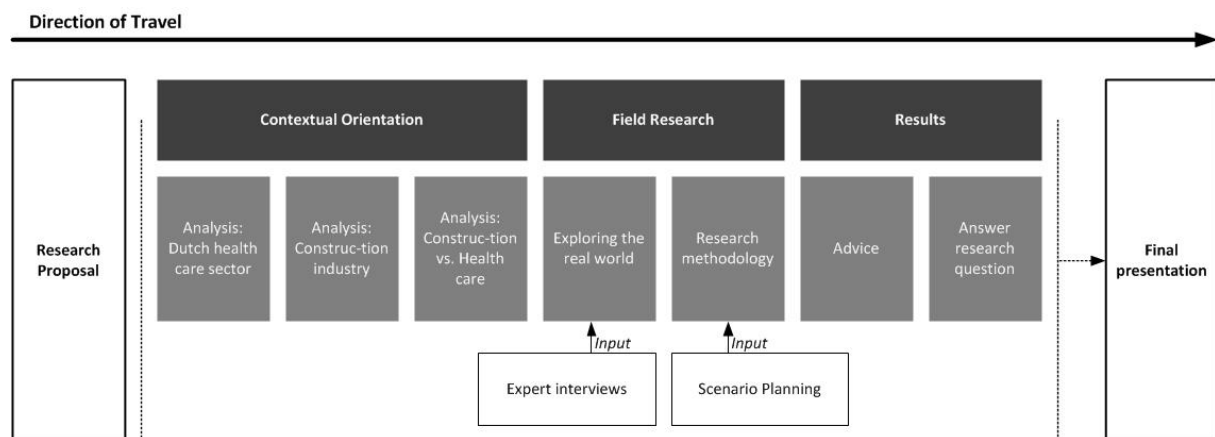 Direction of Travel
Research
Proposal
Contextual Orientation
Field Research
Results
Analysis:
Dutch health
care sector
Analysis:
Construc-tion
industry
Analysis:
Construc-tion
vs. Health
care
Exploring the
real world
Research
methodology
Advice
Answer
research
question
Input
Input
Expert interviews
Scenario Planning
Final
presentation